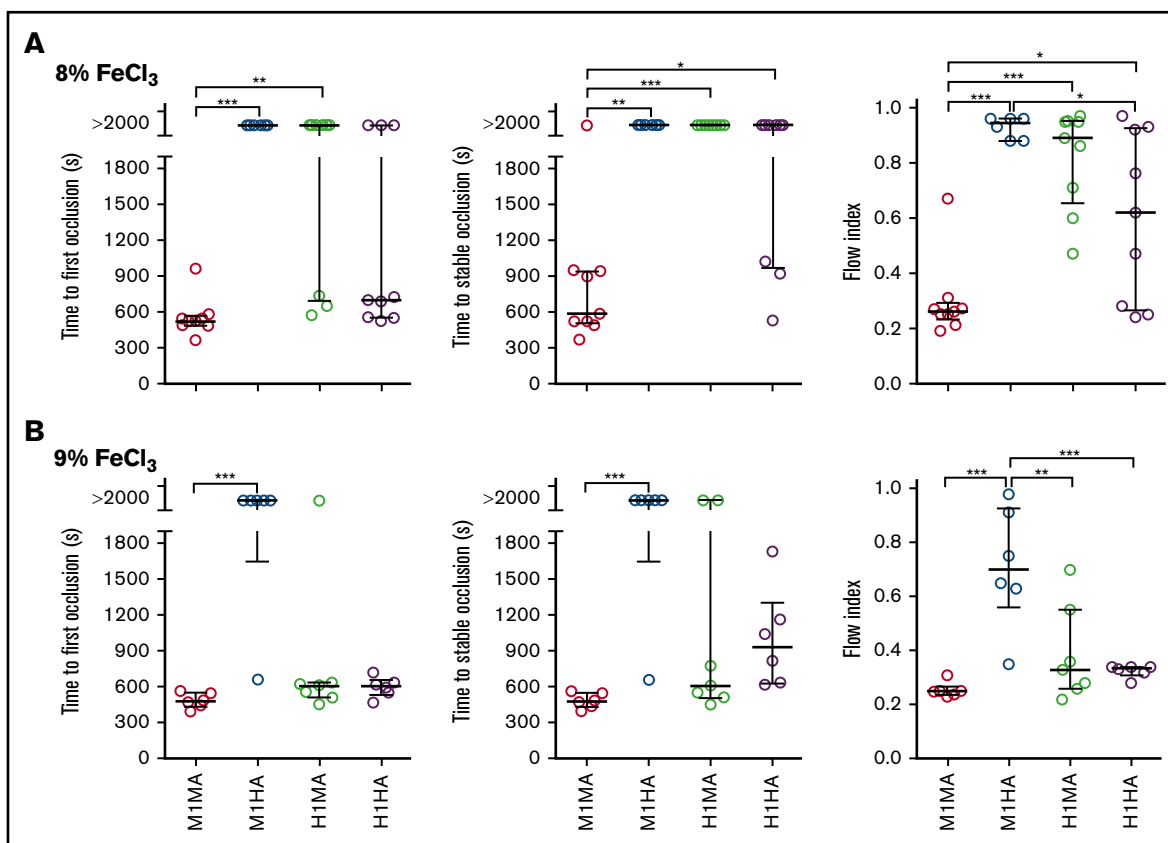 A
8% FeCl₃
Time to first occlusion (s)
>2000
1800
1500
1200
900
600
300
0
***
**
Time to stable occlusion (s)
>2000
1800
1500
1200
900
600
300
0
**
***
*
Flow index
1.0
0.8
0.6
0.4
0.2
0.0
***
***
*
*
B
9% FeCl₃
Time to first occlusion (s)
>2000
1800
1500
1200
900
600
300
0
***
M1MA
M1HA
H1MA
H1HA
Time to stable occlusion (s)
>2000
1800
1500
1200
900
600
300
0
***
M1MA
M1HA
H1MA
H1HA
Flow index
1.0
0.8
0.6
0.4
0.2
0.0
***
**
***
M1MA
M1HA
H1MA
H1HA